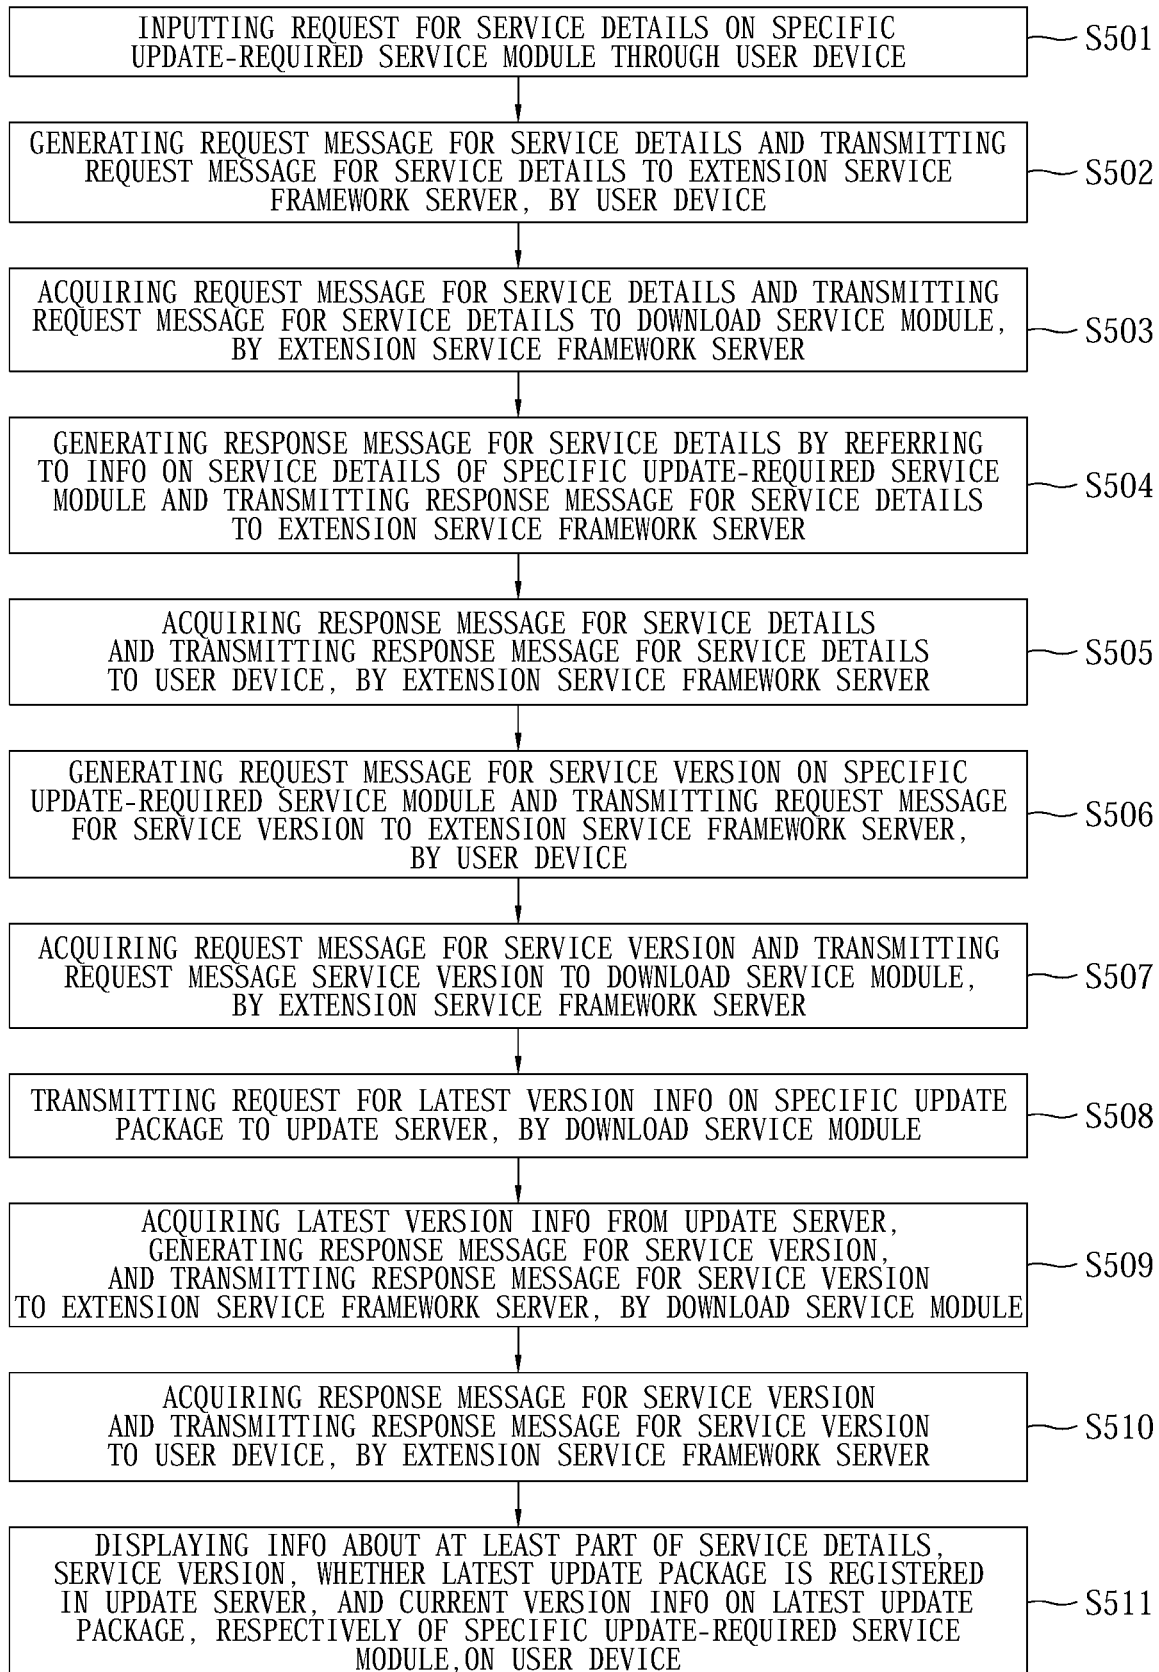 INPUTTING REQUEST FOR SERVICE DETAILS ON SPECIFIC
UPDATE-REQUIRED SERVICE MODULE THROUGH USER DEVICE
S501
GENERATING REQUEST MESSAGE FOR SERVICE DETAILS AND TRANSMITTING
REQUEST MESSAGE FOR SERVICE DETAILS TO EXTENSION SERVICE
FRAMEWORK SERVER, BY USER DEVICE
S502
ACQUIRING REQUEST MESSAGE FOR SERVICE DETAILS AND TRANSMITTING
REQUEST MESSAGE FOR SERVICE DETAILS TO DOWNLOAD SERVICE MODULE,
BY EXTENSION SERVICE FRAMEWORK SERVER
S503
GENERATING RESPONSE MESSAGE FOR SERVICE DETAILS BY REFERRING
TO INFO ON SERVICE DETAILS OF SPECIFIC UPDATE-REQUIRED SERVICE
MODULE AND TRANSMITTING RESPONSE MESSAGE FOR SERVICE DETAILS
TO EXTENSION SERVICE FRAMEWORK SERVER
S504
ACQUIRING RESPONSE MESSAGE FOR SERVICE DETAILS
AND TRANSMITTING RESPONSE MESSAGE FOR SERVICE DETAILS
TO USER DEVICE, BY EXTENSION SERVICE FRAMEWORK SERVER
S505
GENERATING REQUEST MESSAGE FOR SERVICE VERSION ON SPECIFIC
UPDATE-REQUIRED SERVICE MODULE AND TRANSMITTING REQUEST MESSAGE
FOR SERVICE VERSION TO EXTENSION SERVICE FRAMEWORK SERVER,
BY USER DEVICE
S506
ACQUIRING REQUEST MESSAGE FOR SERVICE VERSION AND TRANSMITTING
REQUEST MESSAGE SERVICE VERSION TO DOWNLOAD SERVICE MODULE,
BY EXTENSION SERVICE FRAMEWORK SERVER
S507
TRANSMITTING REQUEST FOR LATEST VERSION INFO ON SPECIFIC UPDATE
PACKAGE TO UPDATE SERVER, BY DOWNLOAD SERVICE MODULE
S508
ACQUIRING LATEST VERSION INFO FROM UPDATE SERVER,
GENERATING RESPONSE MESSAGE FOR SERVICE VERSION,
AND TRANSMITTING RESPONSE MESSAGE FOR SERVICE VERSION
TO EXTENSION SERVICE FRAMEWORK SERVER, BY DOWNLOAD SERVICE MODULE
S509
ACQUIRING RESPONSE MESSAGE FOR SERVICE VERSION
AND TRANSMITTING RESPONSE MESSAGE FOR SERVICE VERSION
TO USER DEVICE, BY EXTENSION SERVICE FRAMEWORK SERVER
S510
DISPLAYING INFO ABOUT AT LEAST PART OF SERVICE DETAILS,
SERVICE VERSION, WHETHER LATEST UPDATE PACKAGE IS REGISTERED
IN UPDATE SERVER, AND CURRENT VERSION INFO ON LATEST UPDATE
PACKAGE, RESPECTIVELY OF SPECIFIC UPDATE-REQUIRED SERVICE
MODULE,ON USER DEVICE
S511